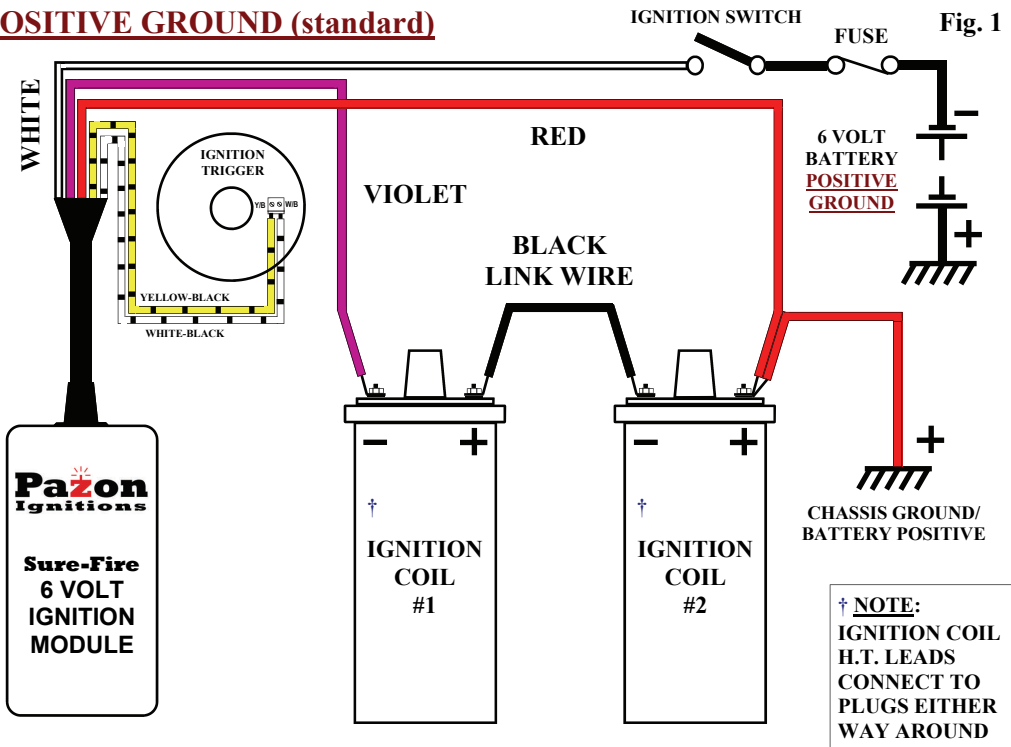 OSITIVE GROUND (standard)
IGNITION SWITCH
FUSE
Fig. 1
WHITE
RED
VIOLET
IGNITION
TRIGGER
Y/B
W/B
6 VOLT
BATTERY
POSITIVE
GROUND
−
+
BLACK
LINK WIRE
YELLOW-BLACK
WHITE-BLACK
Pazon
Ignitions
Sure-Fire
6 VOLT
IGNITION
MODULE
− +
†
IGNITION
COIL
#1
− +
†
IGNITION
COIL
#2
+
CHASSIS GROUND/
BATTERY POSITIVE
† NOTE:
IGNITION COIL
H.T. LEADS
CONNECT TO
PLUGS EITHER
WAY AROUND